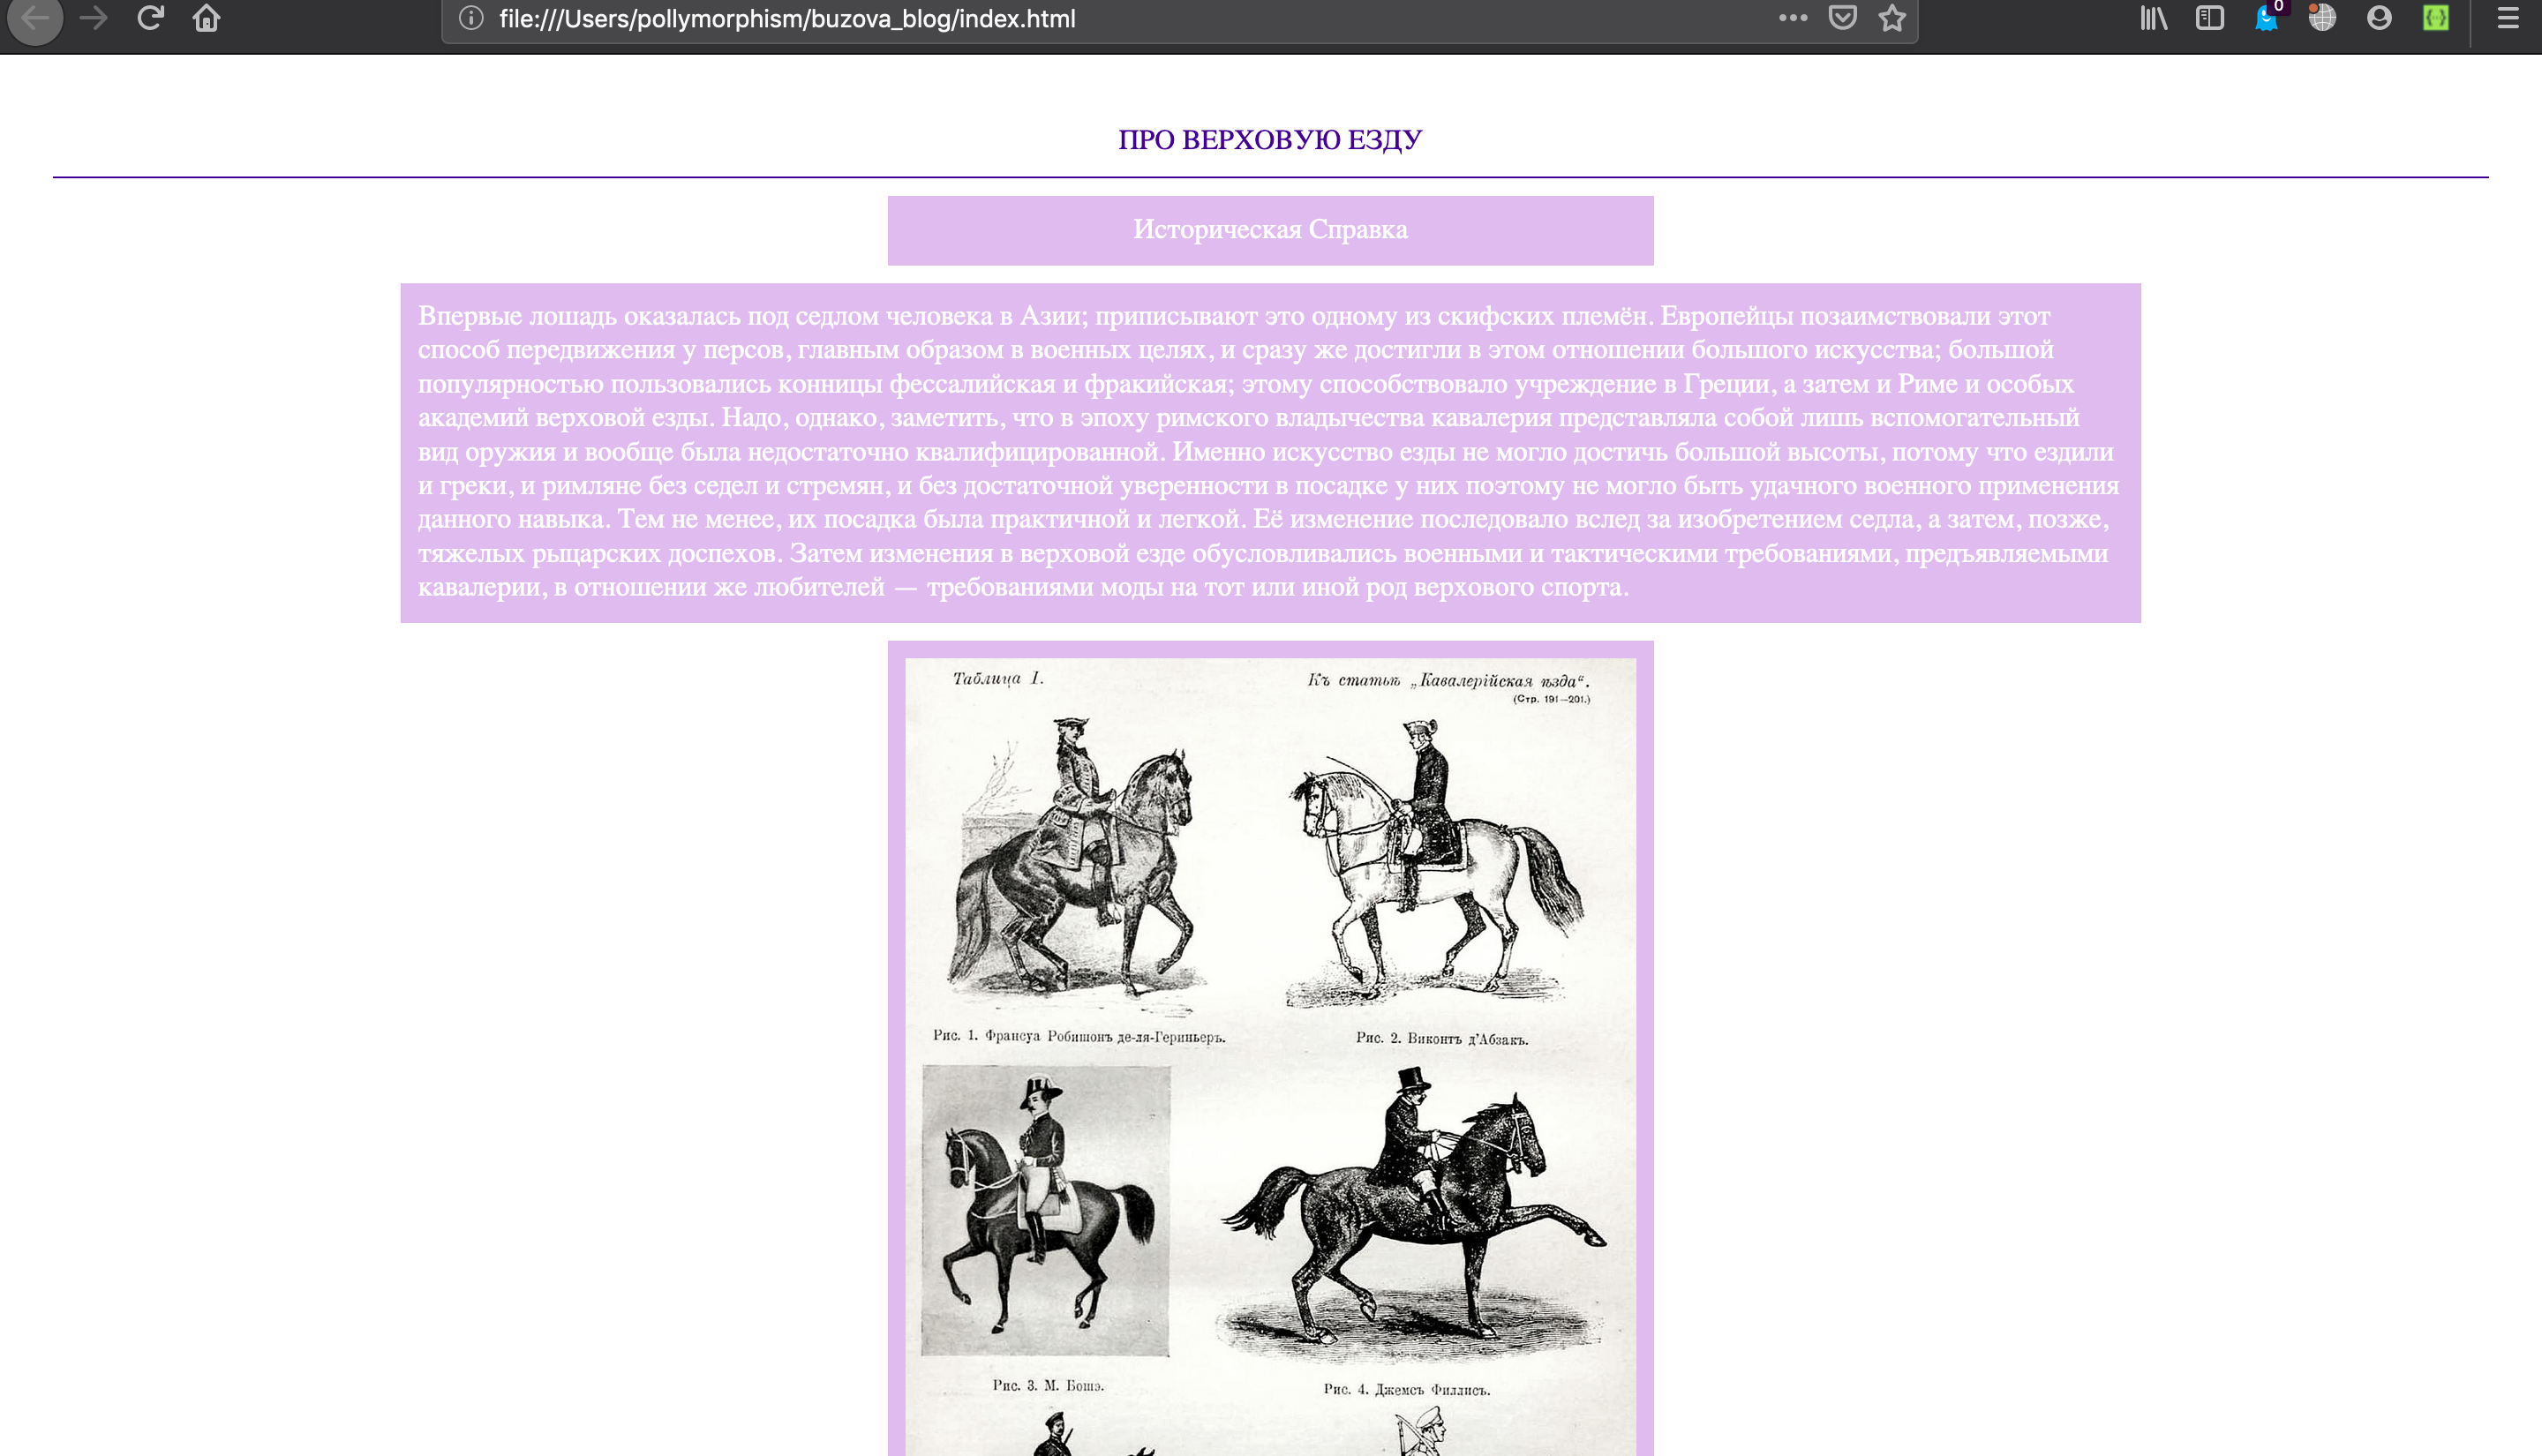 file:///Users/pollymorphism/buzova_blog/index.html
0
ПРО ВЕРХОВУЮ ЕЗДУ
Историческая Справка
Впервые лошадь оказалась под седлом человека в Азии; приписывают это одному из скифских племён. Европейцы позаимствовали этот
способ передвижения у персов, главным образом в военных целях, и сразу же достигли в этом отношении большого искусства; большой
популярностью пользовались конницы фессалийская и фракийская; этому способствовало учреждение в Греции, а затем и Риме и особых
академий верховой езды. Надо, однако, заметить, что в эпоху римского владычества кавалерия представляла собой лишь вспомогательный
вид оружия и вообще была недостаточно квалифицированной. Именно искусство езды не могло достичь большой высоты, потому что ездили
и греки, и римляне без седел и стремян, и без достаточной уверенности в посадке у них поэтому не могло быть удачного военного применения
данного навыка. Тем не менее, их посадка была практичной и легкой. Её изменение последовало вслед за изобретением седла, а затем, позже,
тяжелых рыцарских доспехов. Затем изменения в верховой езде обусловливались военными и тактическими требованиями, предъявляемыми
кавалерии, в отношении же любителей — требованиями моды на тот или иной род верхового спорта.
Таблица I.
Къ статьѣ „Кавалерійская ѣзда“.
(Стр. 191—201.)
Рис. 1. Франсуа Робишонъ де-ля-Гериньеръ.
Рис. 2. Виконтъ д'Абзакъ.
Рис. 3. М. Бошэ.
Рис. 4. Джемсъ Филлисъ.